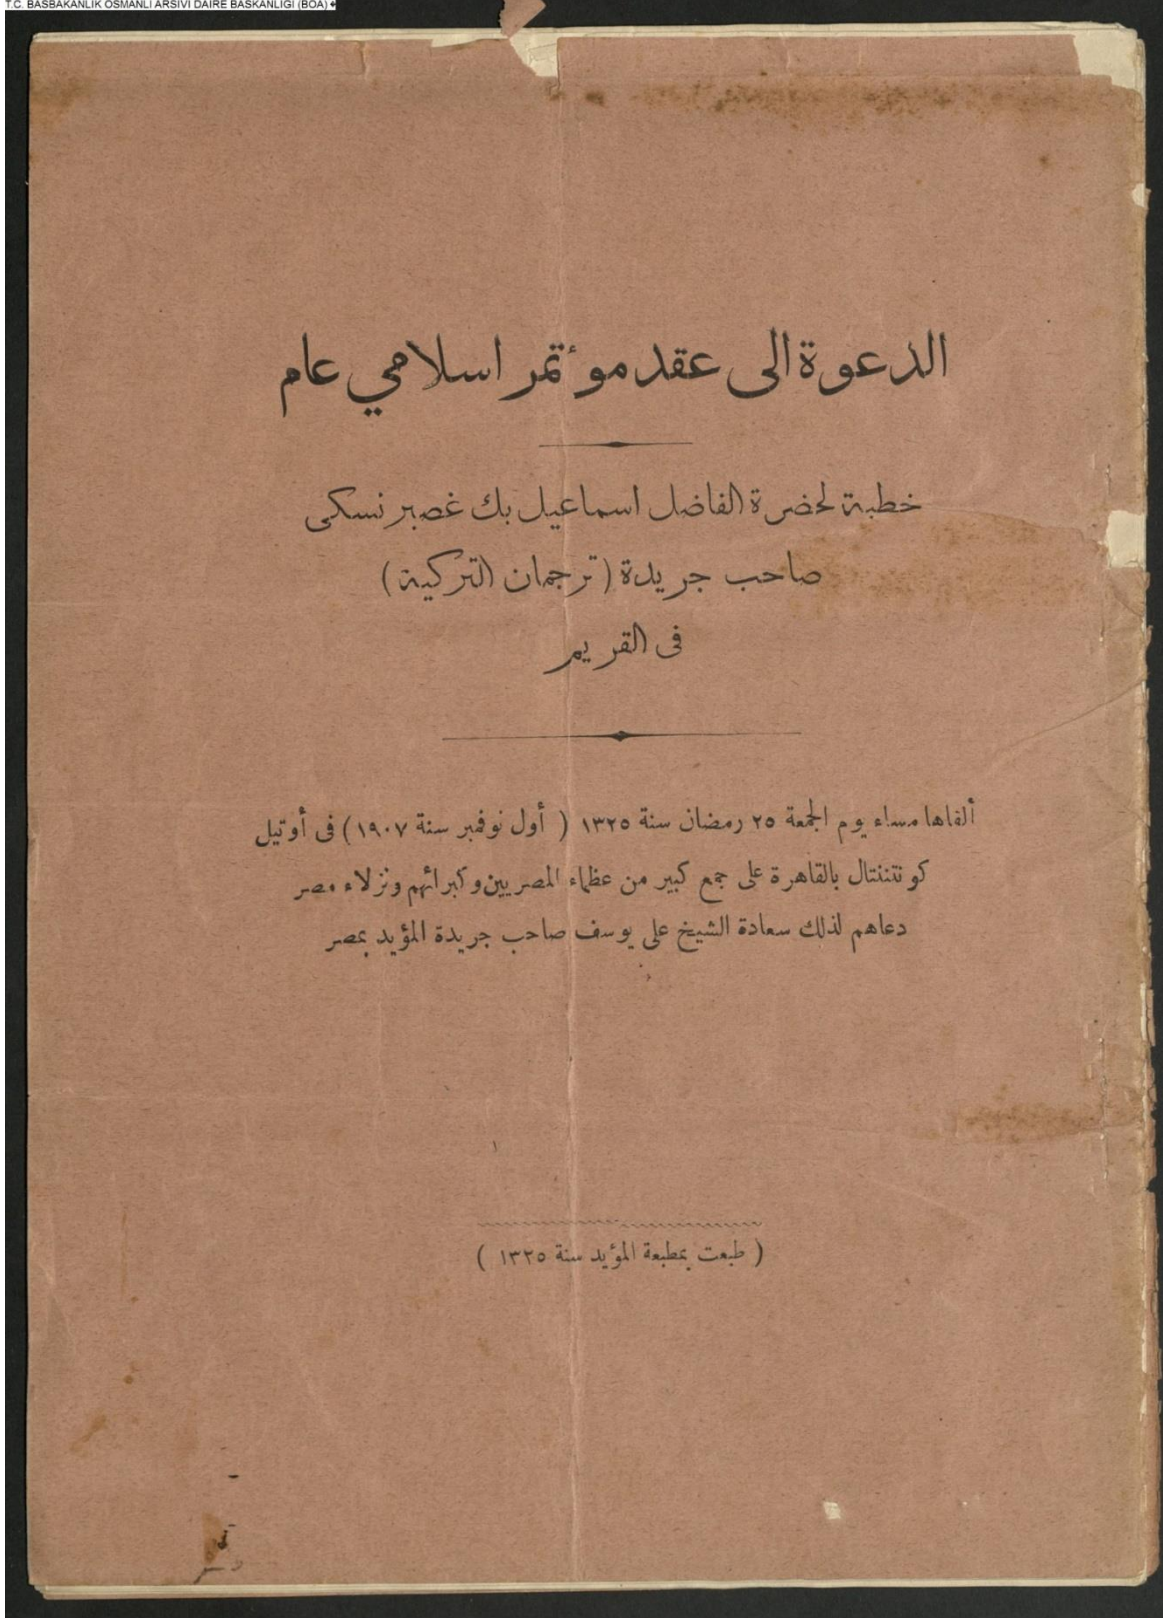 T.C. BASBAKANLIK OSMANLI ARSIVI DAIRE BASKANLIGI (BOA)
الدعوة الى عقد موٴتمر اسلامي عام
خطبة لحضرة الفاضل اسماعيل بك غصبرنسكى
صاحب جريدة (ترجمان التركية)
فى القريم
ألقاها مساء يوم الجمعة ٢٥ رمضان سنة ١٣٢٥ ( أول نوفمبر سنة ١٩٠٧) فى أوتيل
كونتننتال بالقاهرة على جمع كبير من عظماء المصريين وكبرائهم ونزلاء مصر
دعاهم لذلك سعادة الشيخ على يوسف صاحب جريدة المؤيد بمصر
( طبعت بمطبعة المؤيد سنة ١٣٢٥ )